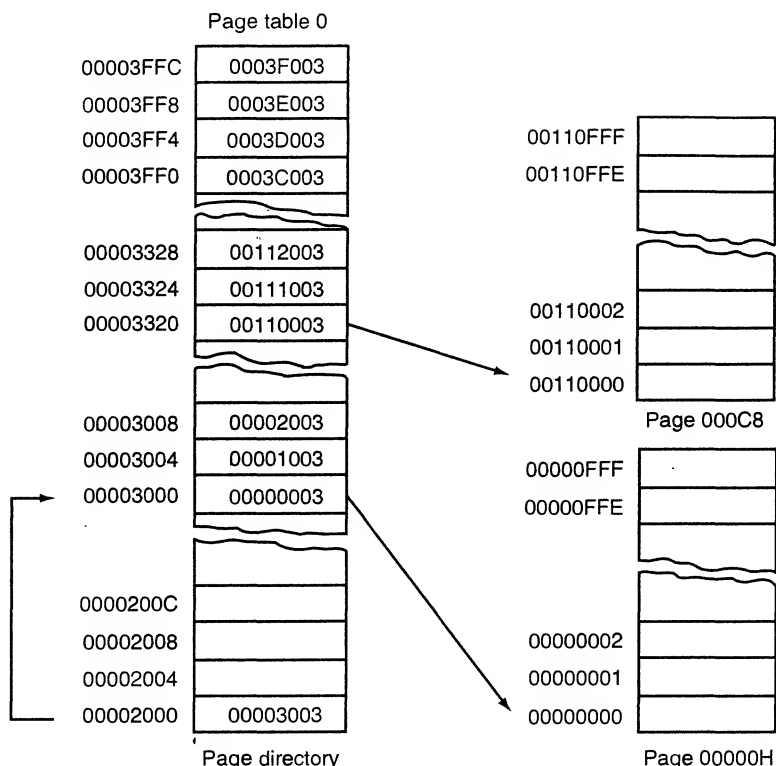 Page table 0
00003FFC 0003F003
00003FF8 0003E003
00003FF4 0003D003
00003FF0 0003C003
00003328 00112003
00003324 00111003
00003320 00110003
00003008 00002003
00003004 00001003
00003000 00000003
0000200C
00002008
00002004
00002000 00003003
Page directory
00110FFF
00110FFE
00110002
00110001
00110000
Page 000C8
00000FFF
00000FFE
00000002
00000001
00000000
Page 00000H